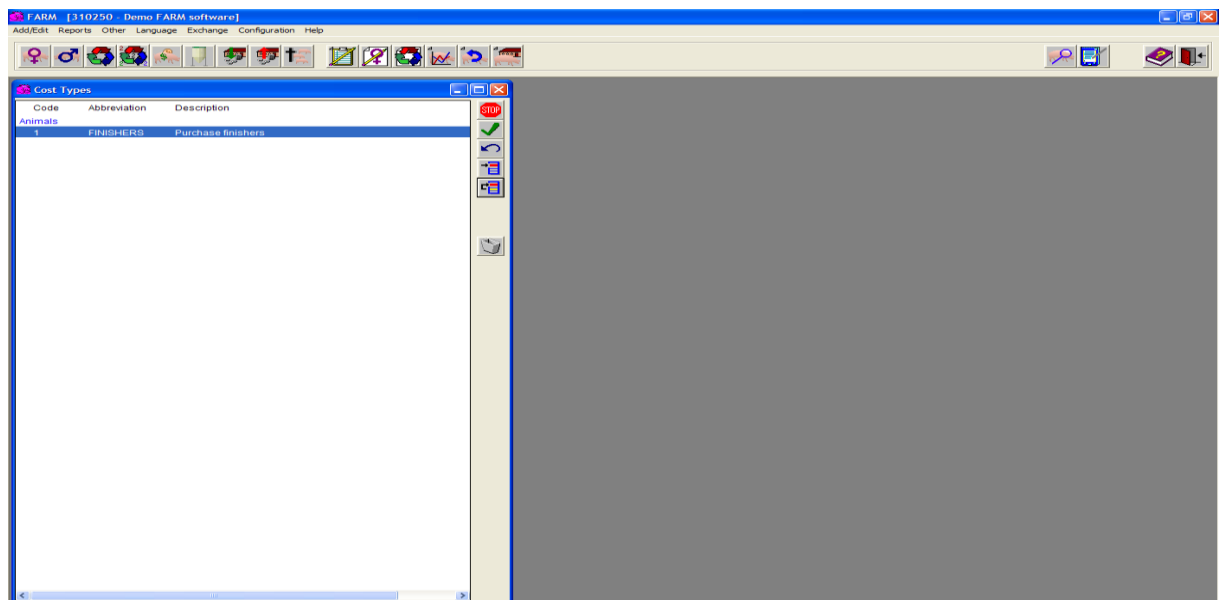 FARM [310250 - Demo FARM software]
Add/Edit Reports Other Language Exchange Configuration Help
Cost Types
Code Abbreviation Description
STOP
Animals
1 FINISHERS Purchase finishers